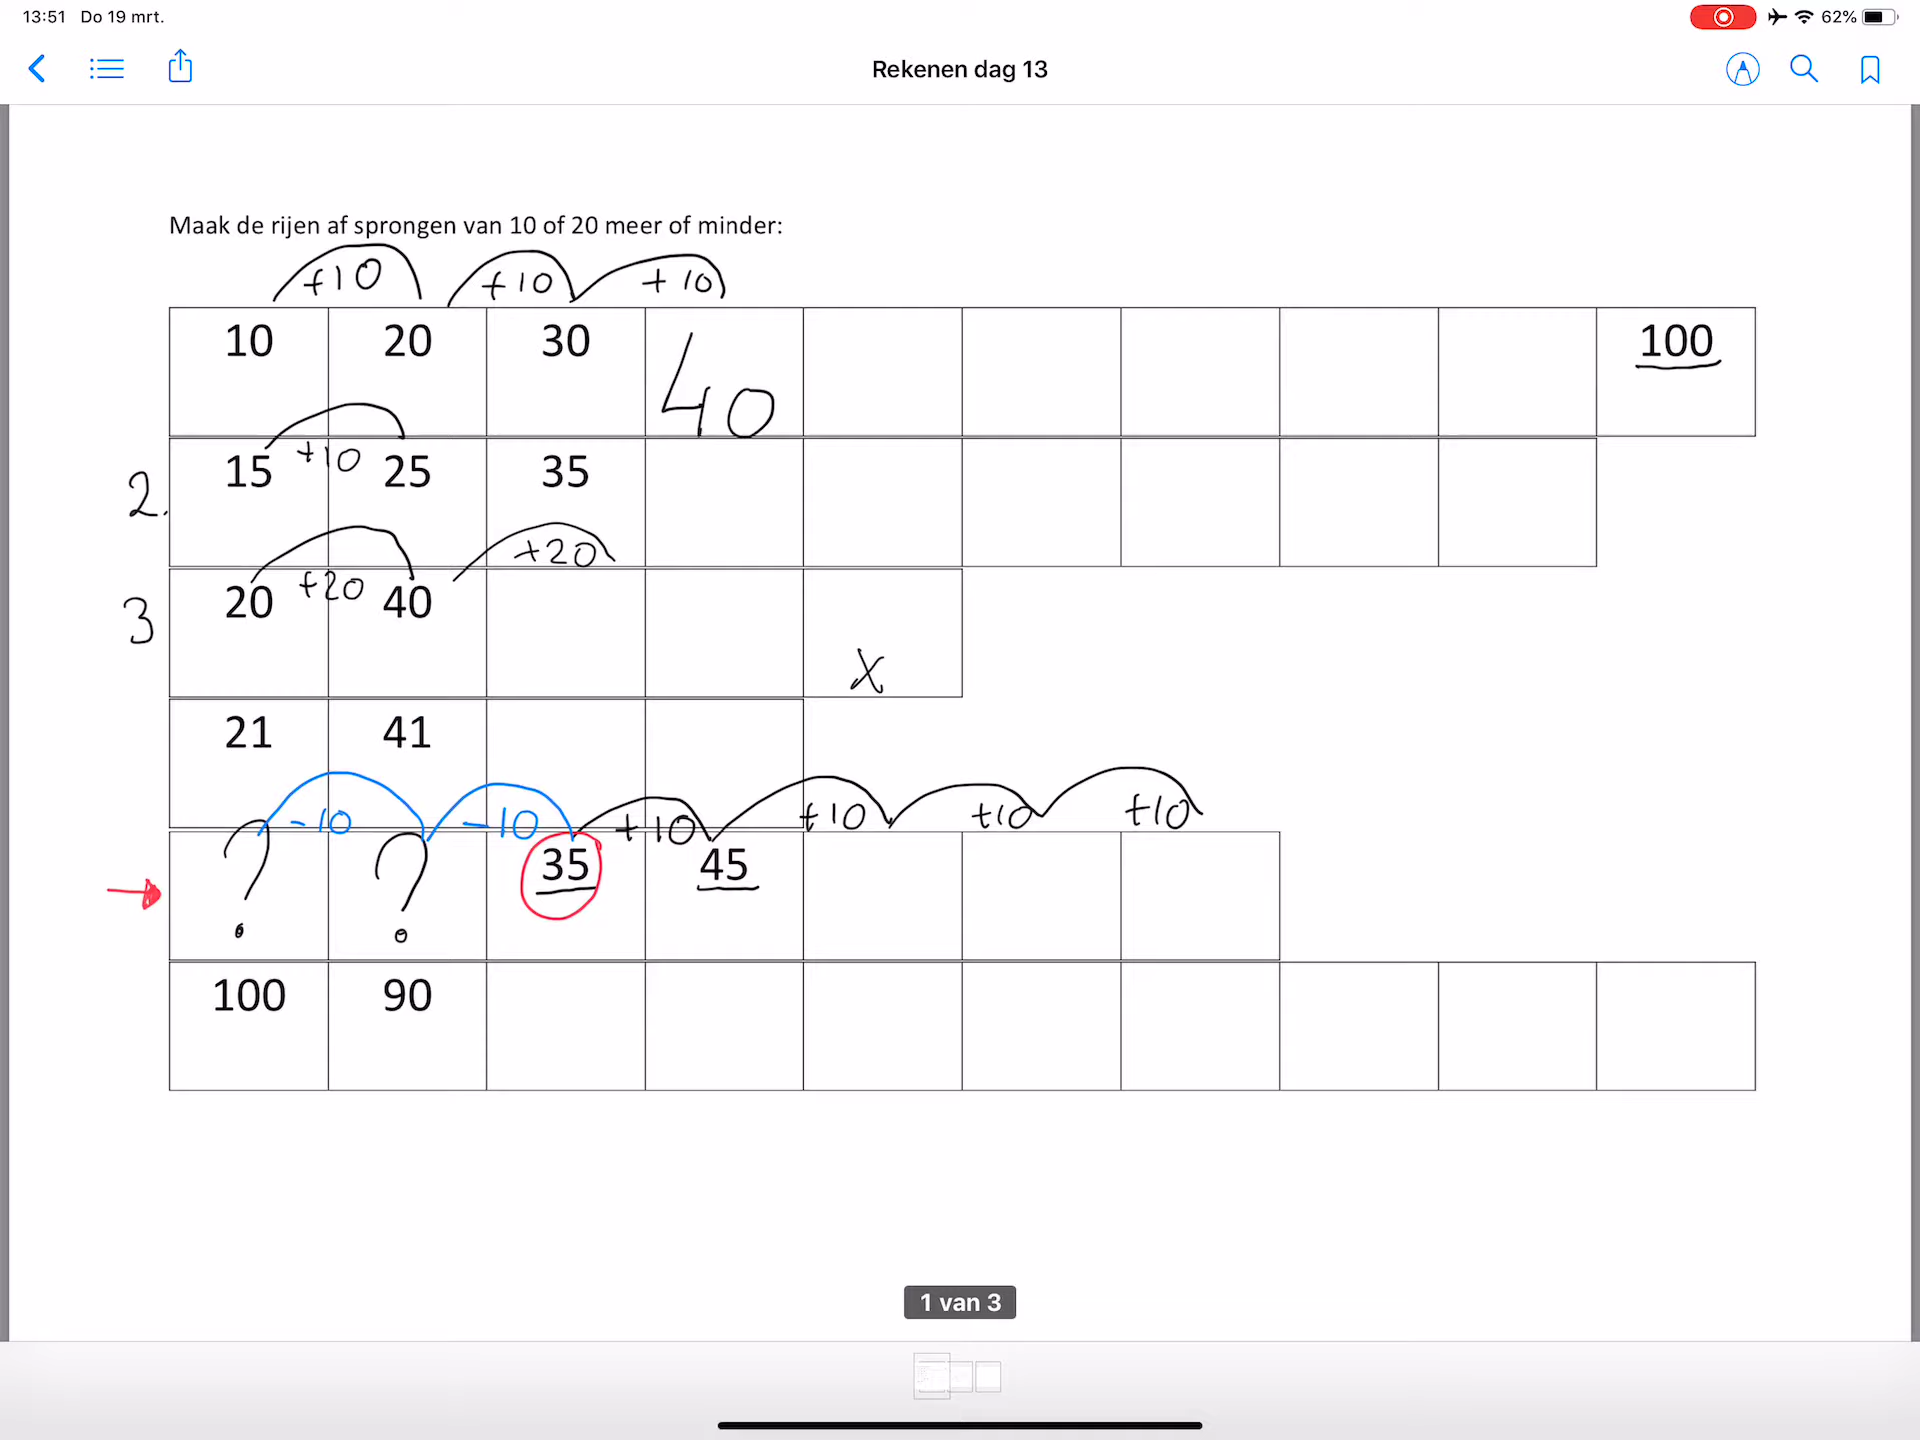 13:51 Do 19 mrt.
62%
Rekenen dag 13
Maak de rijen af sprongen van 10 of 20 meer of minder:
+10 +10 +10
10 20 30 40 100
+10
2. 15 25 35
+20 +20
3 20 40 X
21 41
-10 -10 +10 +10 +10 +10
? ? 35 45
100 90
1 van 3